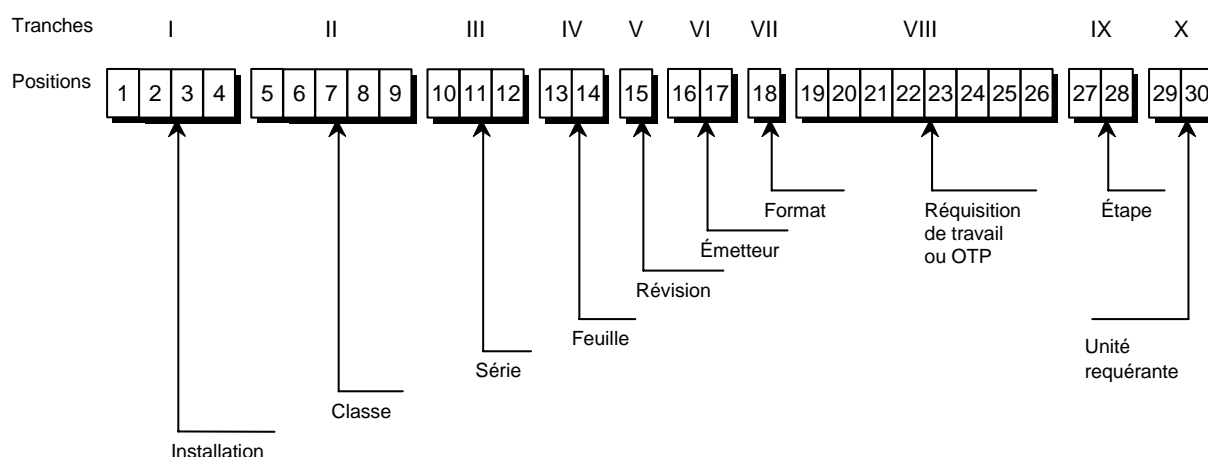 Tranches I II III IV V VI VII VIII IX X
Positions 1 2 3 4 5 6 7 8 9 10 11 12 13 14 15 16 17 18 19 20 21 22 23 24 25 26 27 28 29 30
Format
Réquisition
de travail
ou OTP
Étape
Émetteur
Révision
Feuille
Unité
requérante
Série
Classe
Installation